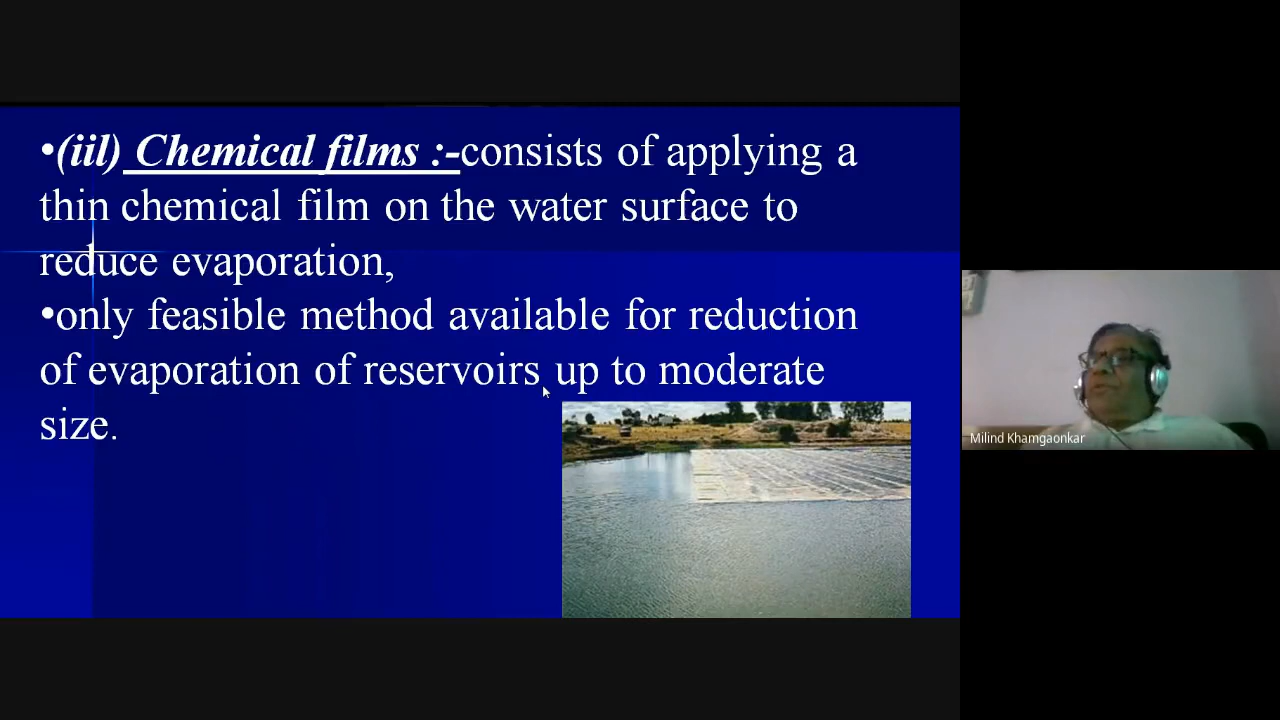 •(iil) Chemical films :-consists of applying a
thin chemical film on the water surface to
reduce evaporation,
•only feasible method available for reduction
of evaporation of reservoirs up to moderate
size.
Milind Khamgaonkar